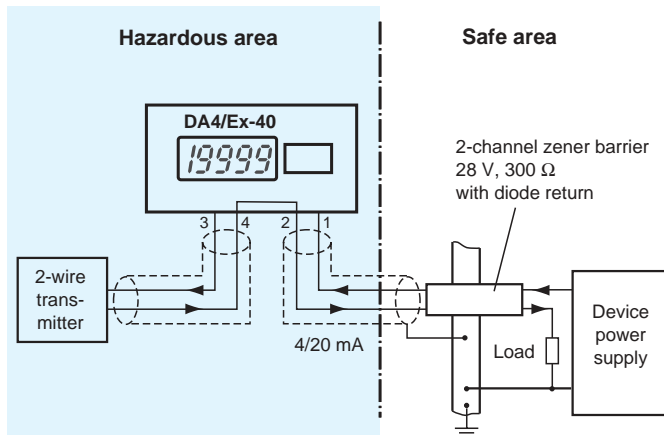 Hazardous area
Safe area
DA4/Ex-40
19999
2-channel zener barrier
28 V, 300 Ω
with diode return
3
4
2
1
2-wire
trans-
mitter
4/20 mA
Load
Device
power
supply